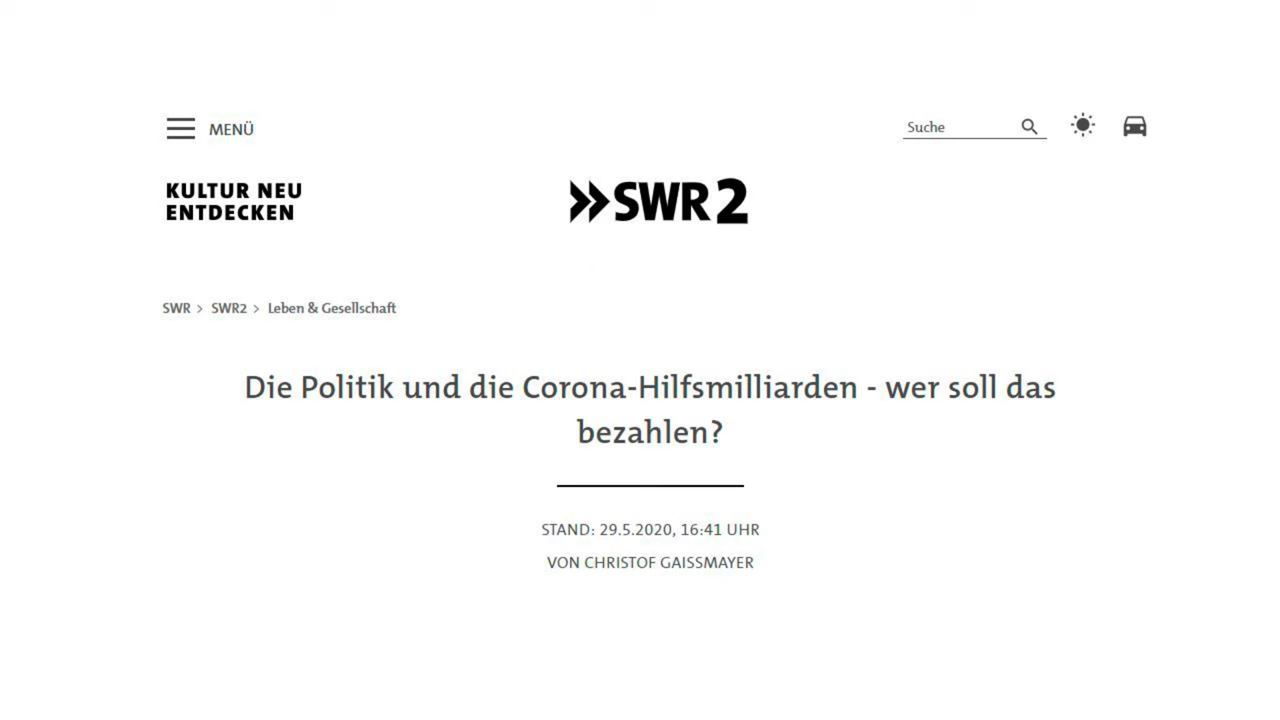 MENÜ
Suche
KULTUR NEU
ENTDECKEN
SWR2
SWR > SWR2 > Leben & Gesellschaft
Die Politik und die Corona-Hilfsmilliarden - wer soll das
bezahlen?
STAND: 29.5.2020, 16:41 UHR
VON CHRISTOF GAISSMAYER